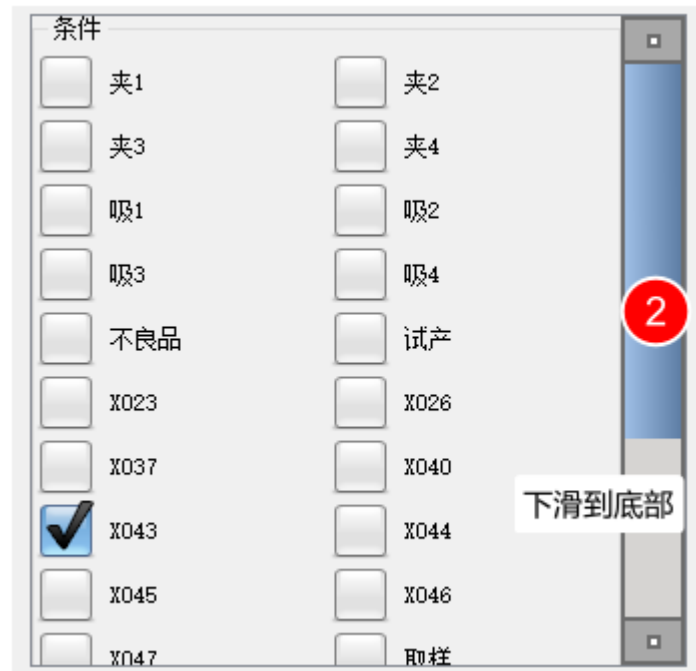 条件
夹1 夹2
夹3 夹4
吸1 吸2
吸3 吸4
不良品 试产
X023 X026
2
X037 X040
下滑到底部
X043 X044
X045 X046
X047 取样